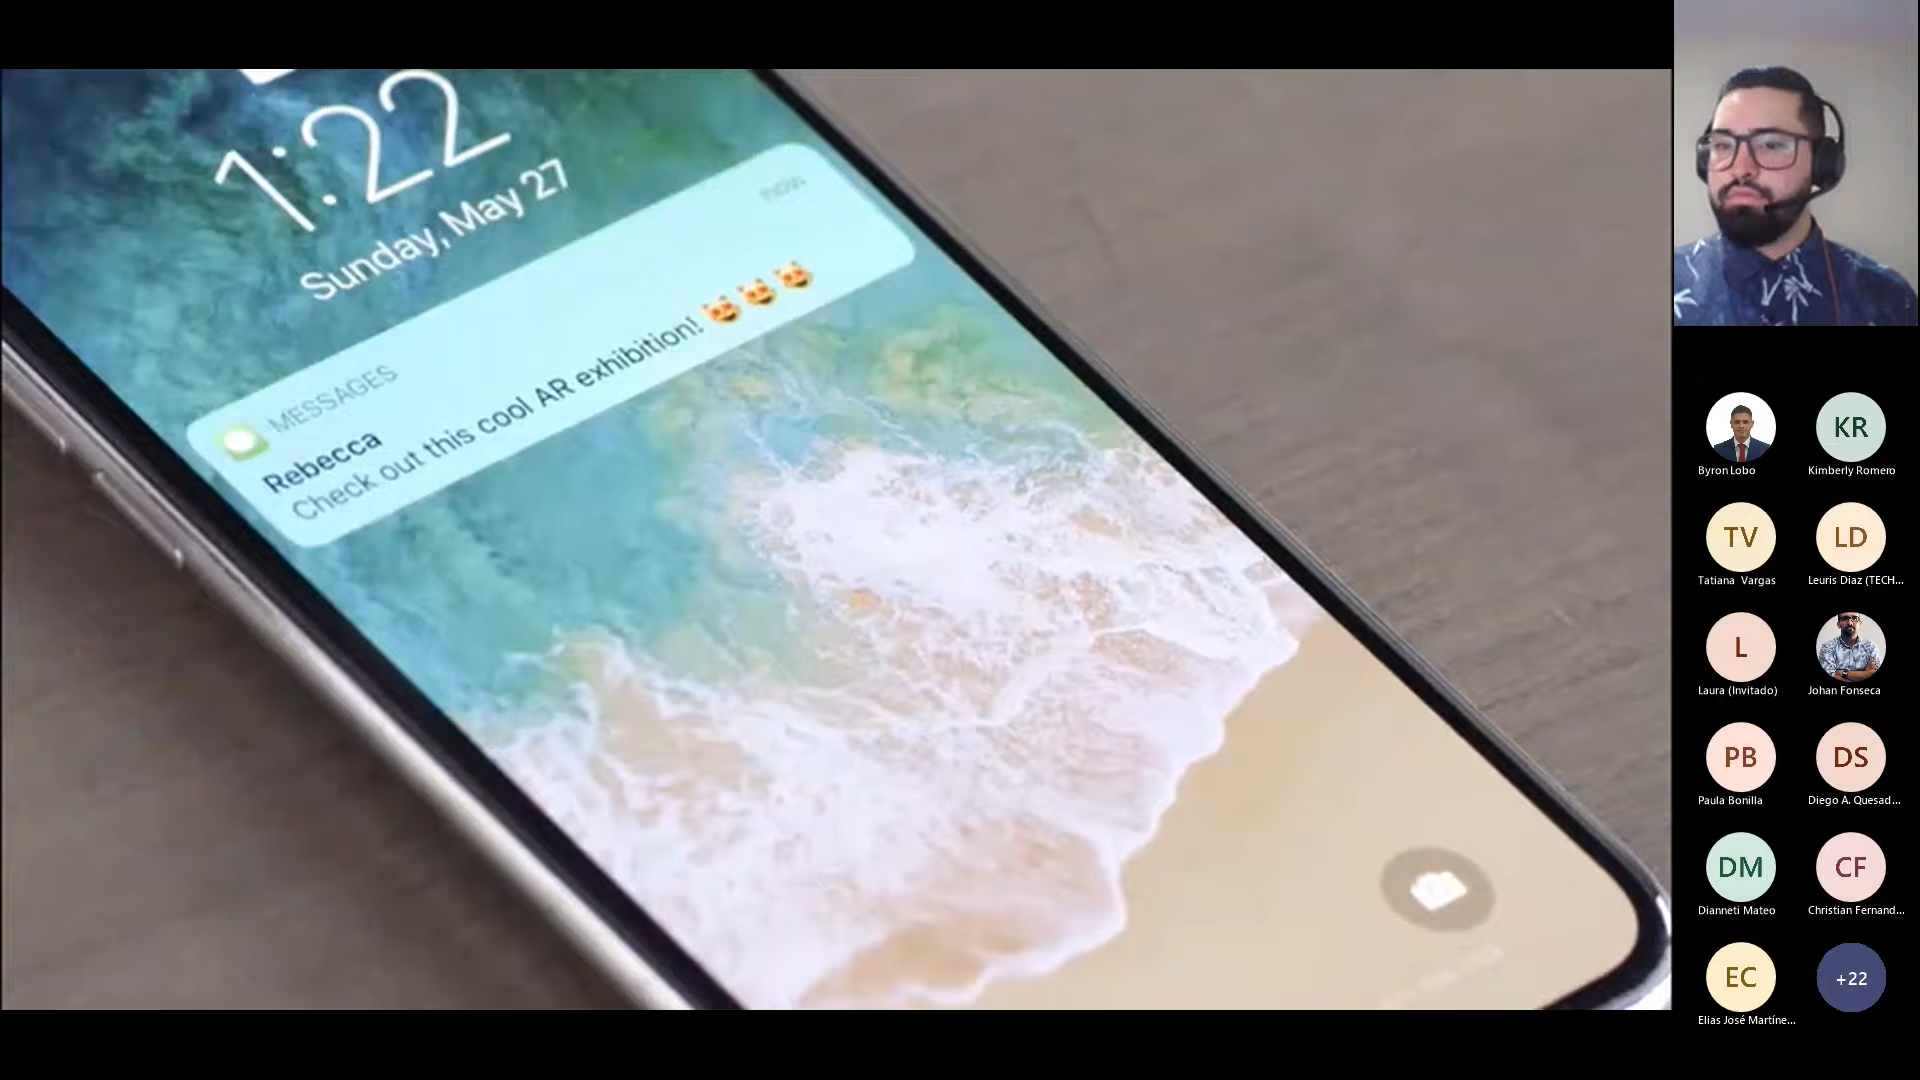 1:22
Sunday, May 27
MESSAGES
now
Rebecca
Check out this cool AR exhibition! 😻😻😻
Byron Lobo
KR
Kimberly Romero
TV
Tatiana Vargas
LD
Leuris Diaz (TECH...
L
Laura (Invitado)
Johan Fonseca
PB
Paula Bonilla
DS
Diego A. Quesad...
DM
Dianneti Mateo
CF
Christian Fernand...
EC
Elias José Martíne...
+22